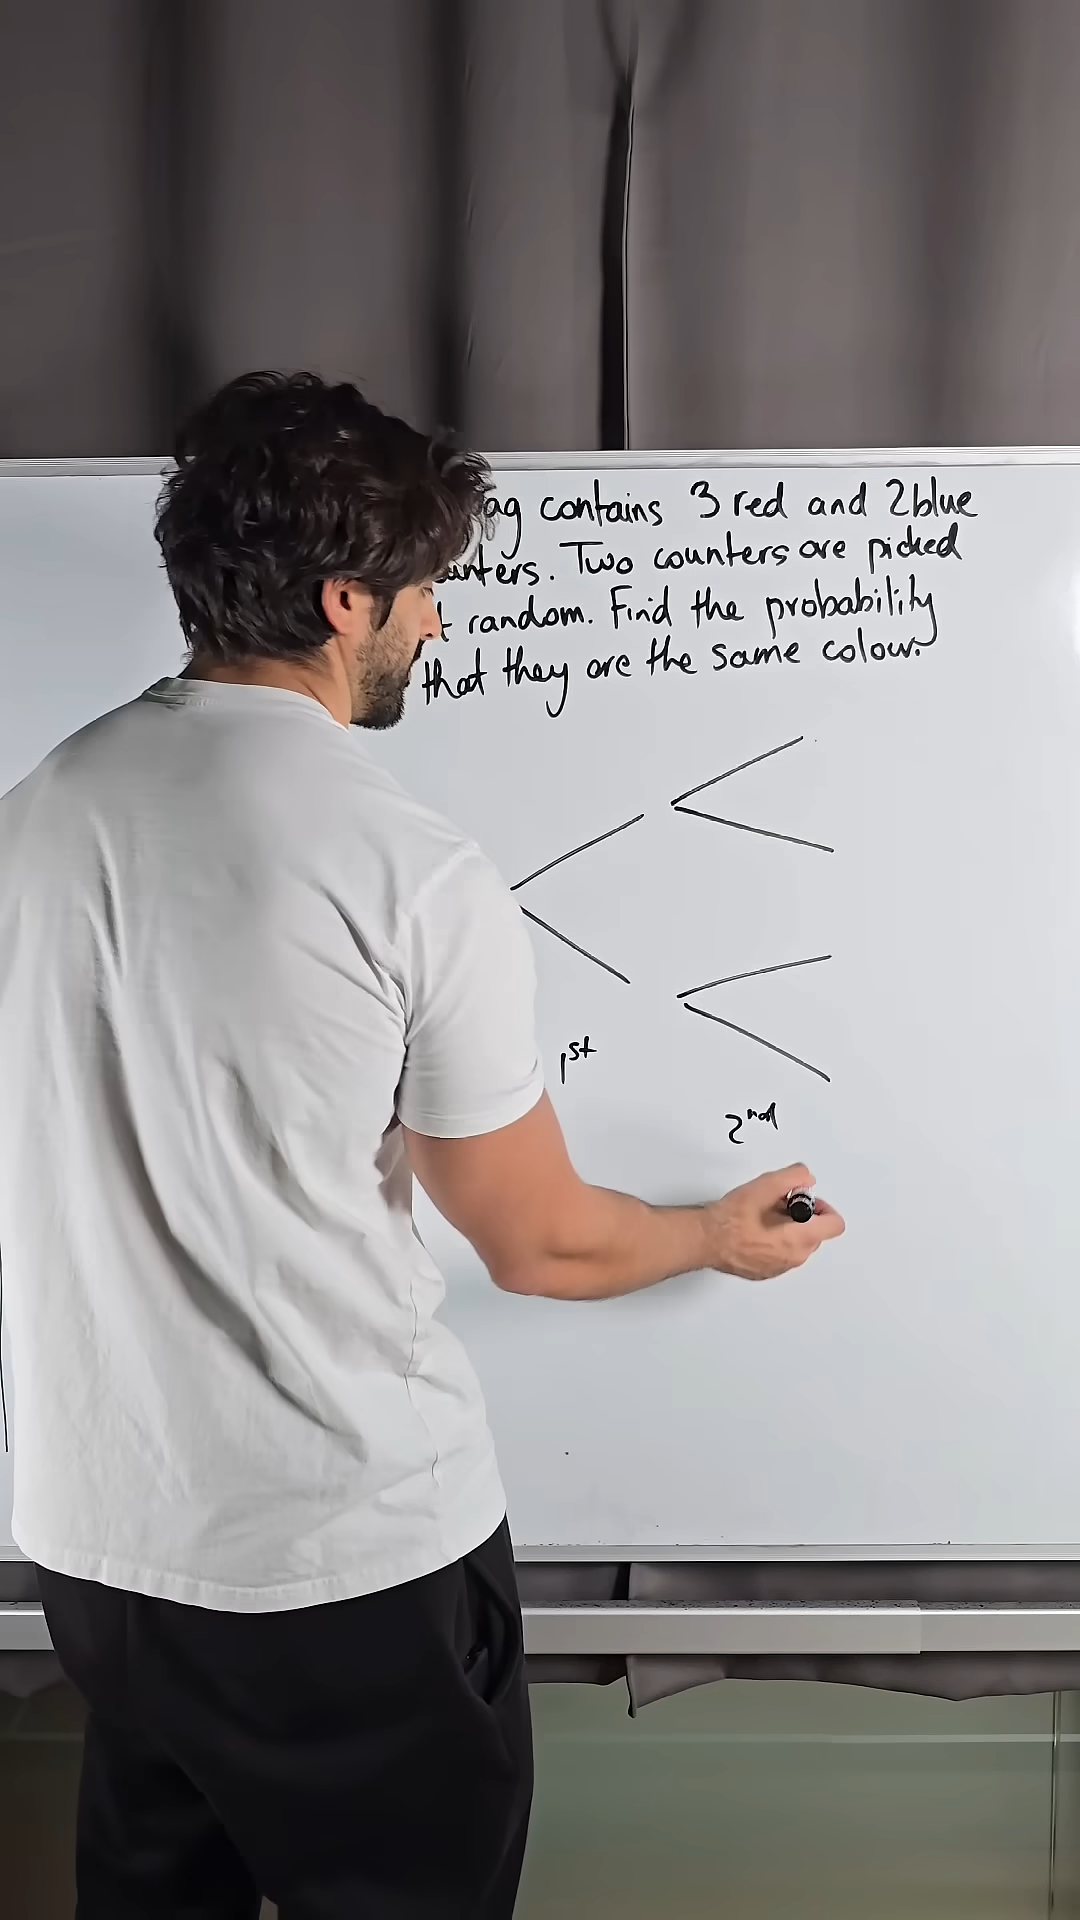 ag contains 3 red and 2 blue
unters. Two counters are picked
t random. Find the probability
that they are the same colour.
1st
2nd